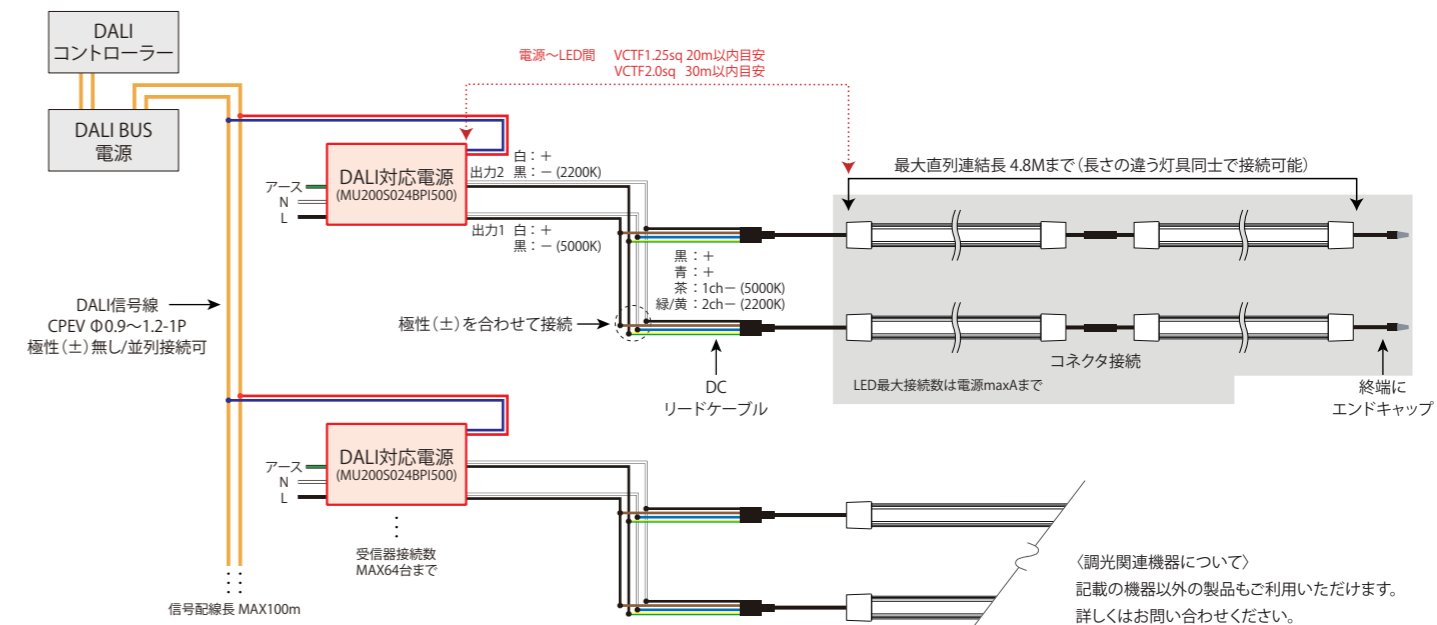 DALI
コントローラー
DALI BUS
電源
電源〜LED間 VCTF1.25sq 20m以内目安
VCTF2.0sq 30m以内目安
DALI対応電源
(MU200S024BPI500)
アース
N
L
白：＋
出力2 黒：− (2200K)
出力1 白：＋
黒：− (5000K)
最大直列連結長 4.8Mまで（長さの違う灯具同士で接続可能）
黒：＋
青：＋
茶：1ch− (5000K)
緑/黄：2ch− (2200K)
DALI信号線
CPEV Φ0.9〜1.2-1P
極性（±）無し/並列接続可
極性（±）を合わせて接続
DC
リードケーブル
コネクタ接続
LED最大接続数は電源maxAまで
終端に
エンドキャップ
DALI対応電源
(MU200S024BPI500)
アース
N
L
受信器接続数
MAX64台まで
信号配線長 MAX100m
〈調光関連機器について〉
記載の機器以外の製品もご利用いただけます。
詳しくはお問い合わせください。